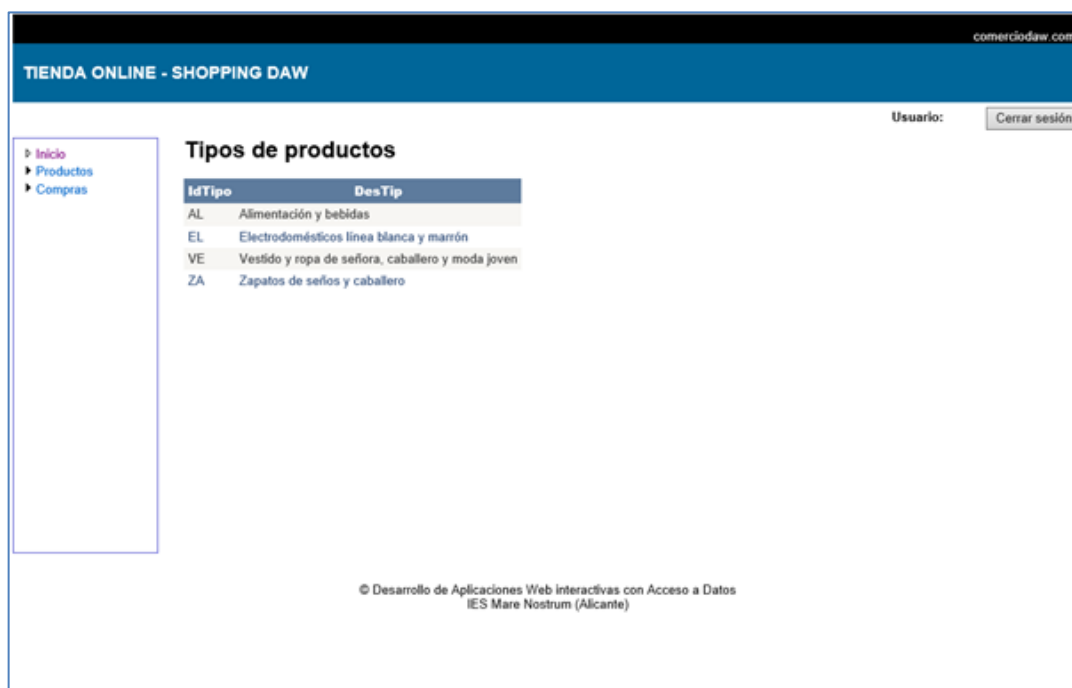 comerciodaw.com
TIENDA ONLINE - SHOPPING DAW
Usuario: Cerrar sesión
Inicio
Productos
Compras
Tipos de productos
IdTipo DesTip
AL Alimentación y bebidas
EL Electrodomésticos línea blanca y marrón
VE Vestido y ropa de señora, caballero y moda joven
ZA Zapatos de seños y caballero
© Desarrollo de Aplicaciones Web interactivas con Acceso a Datos
IES Mare Nostrum (Alicante)